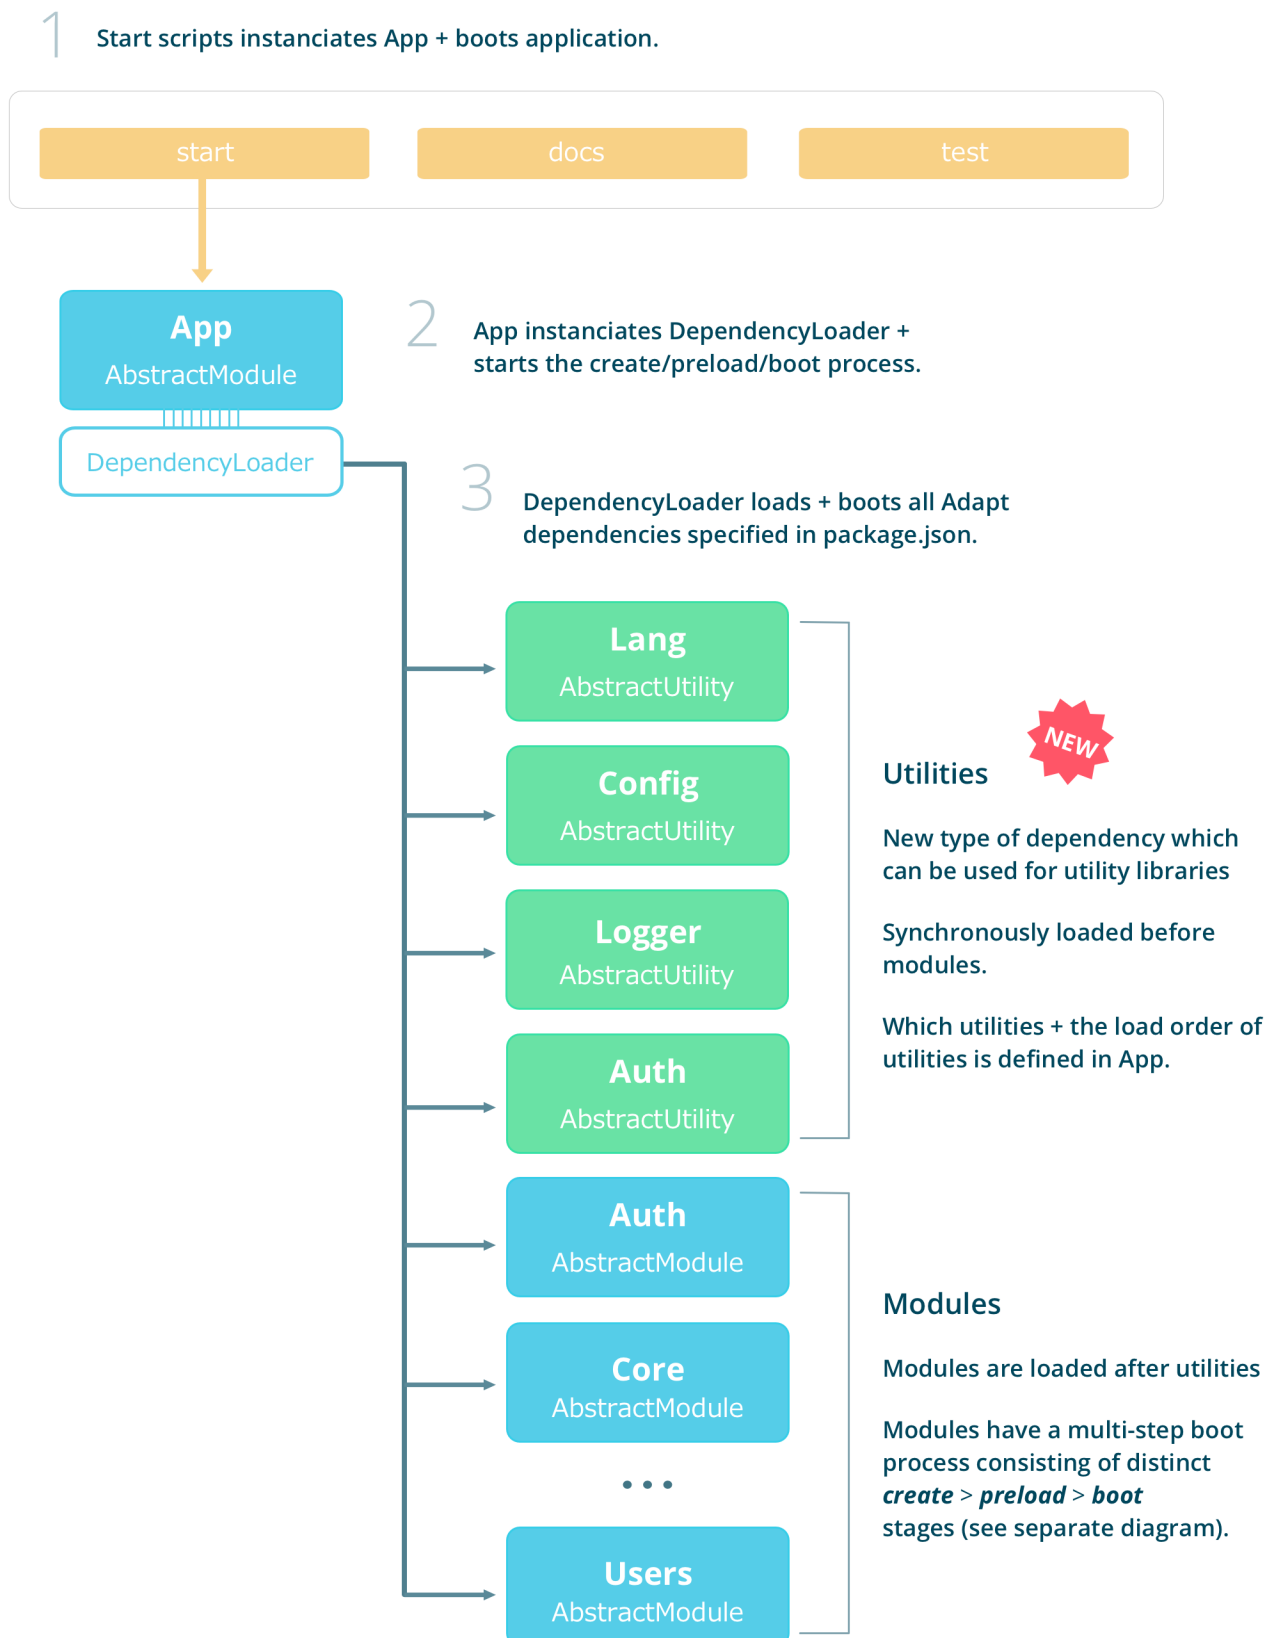 1
Start scripts instanciates App + boots application.
start
docs
test
App
AbstractModule
DependencyLoader
2
App instanciates DependencyLoader +
starts the create/preload/boot process.
3
DependencyLoader loads + boots all Adapt
dependencies specified in package.json.
Lang
AbstractUtility
Config
AbstractUtility
Logger
AbstractUtility
Auth
AbstractUtility
NEW
Utilities
New type of dependency which
can be used for utility libraries
Synchronously loaded before
modules.
Which utilities + the load order of
utilities is defined in App.
Auth
AbstractModule
Core
AbstractModule
...
Users
AbstractModule
Modules
Modules are loaded after utilities
Modules have a multi-step boot
process consisting of distinct
create > preload > boot
stages (see separate diagram).